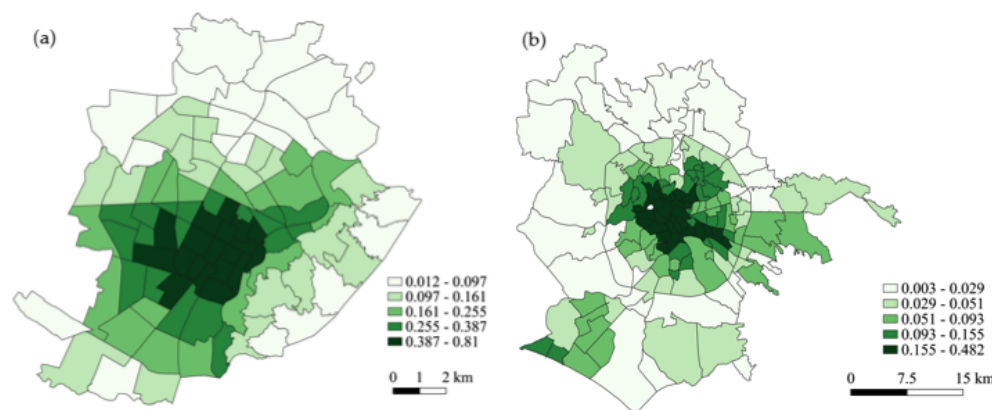 (a)
0.012 - 0.097
0.097 - 0.161
0.161 - 0.255
0.255 - 0.387
0.387 - 0.81
0 1 2 km
(b)
0.003 - 0.029
0.029 - 0.051
0.051 - 0.093
0.093 - 0.155
0.155 - 0.482
0 7.5 15 km